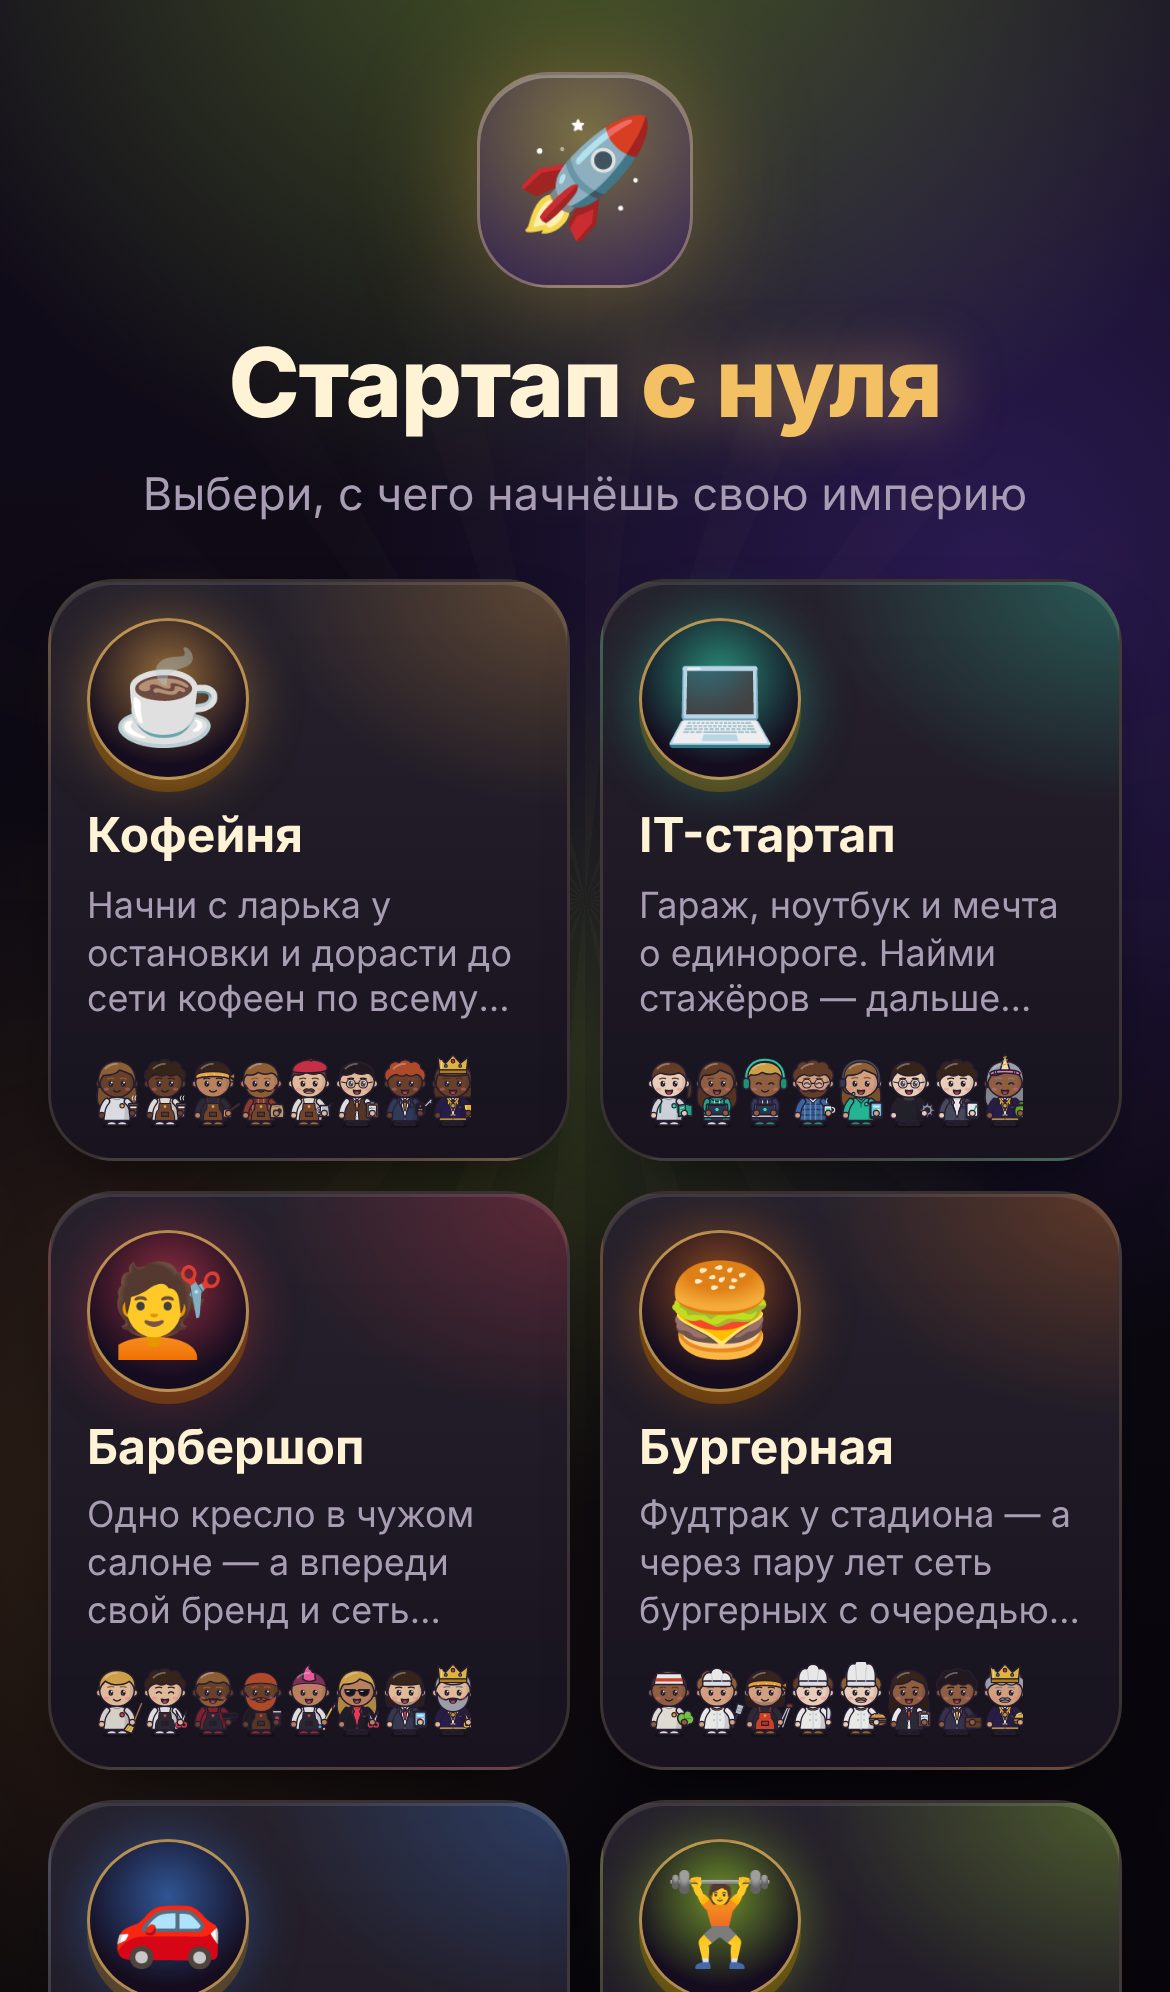 Стартап с нуля
Выбери, с чего начнёшь свою империю
Кофейня
Начни с ларька у
остановки и дорасти до
сети кофеен по всему...
IT-стартап
Гараж, ноутбук и мечта
о единороге. Найми
стажёров — дальше...
Барбершоп
Одно кресло в чужом
салоне — а впереди
свой бренд и сеть...
Бургерная
Фудтрак у стадиона — а
через пару лет сеть
бургерных с очередью...